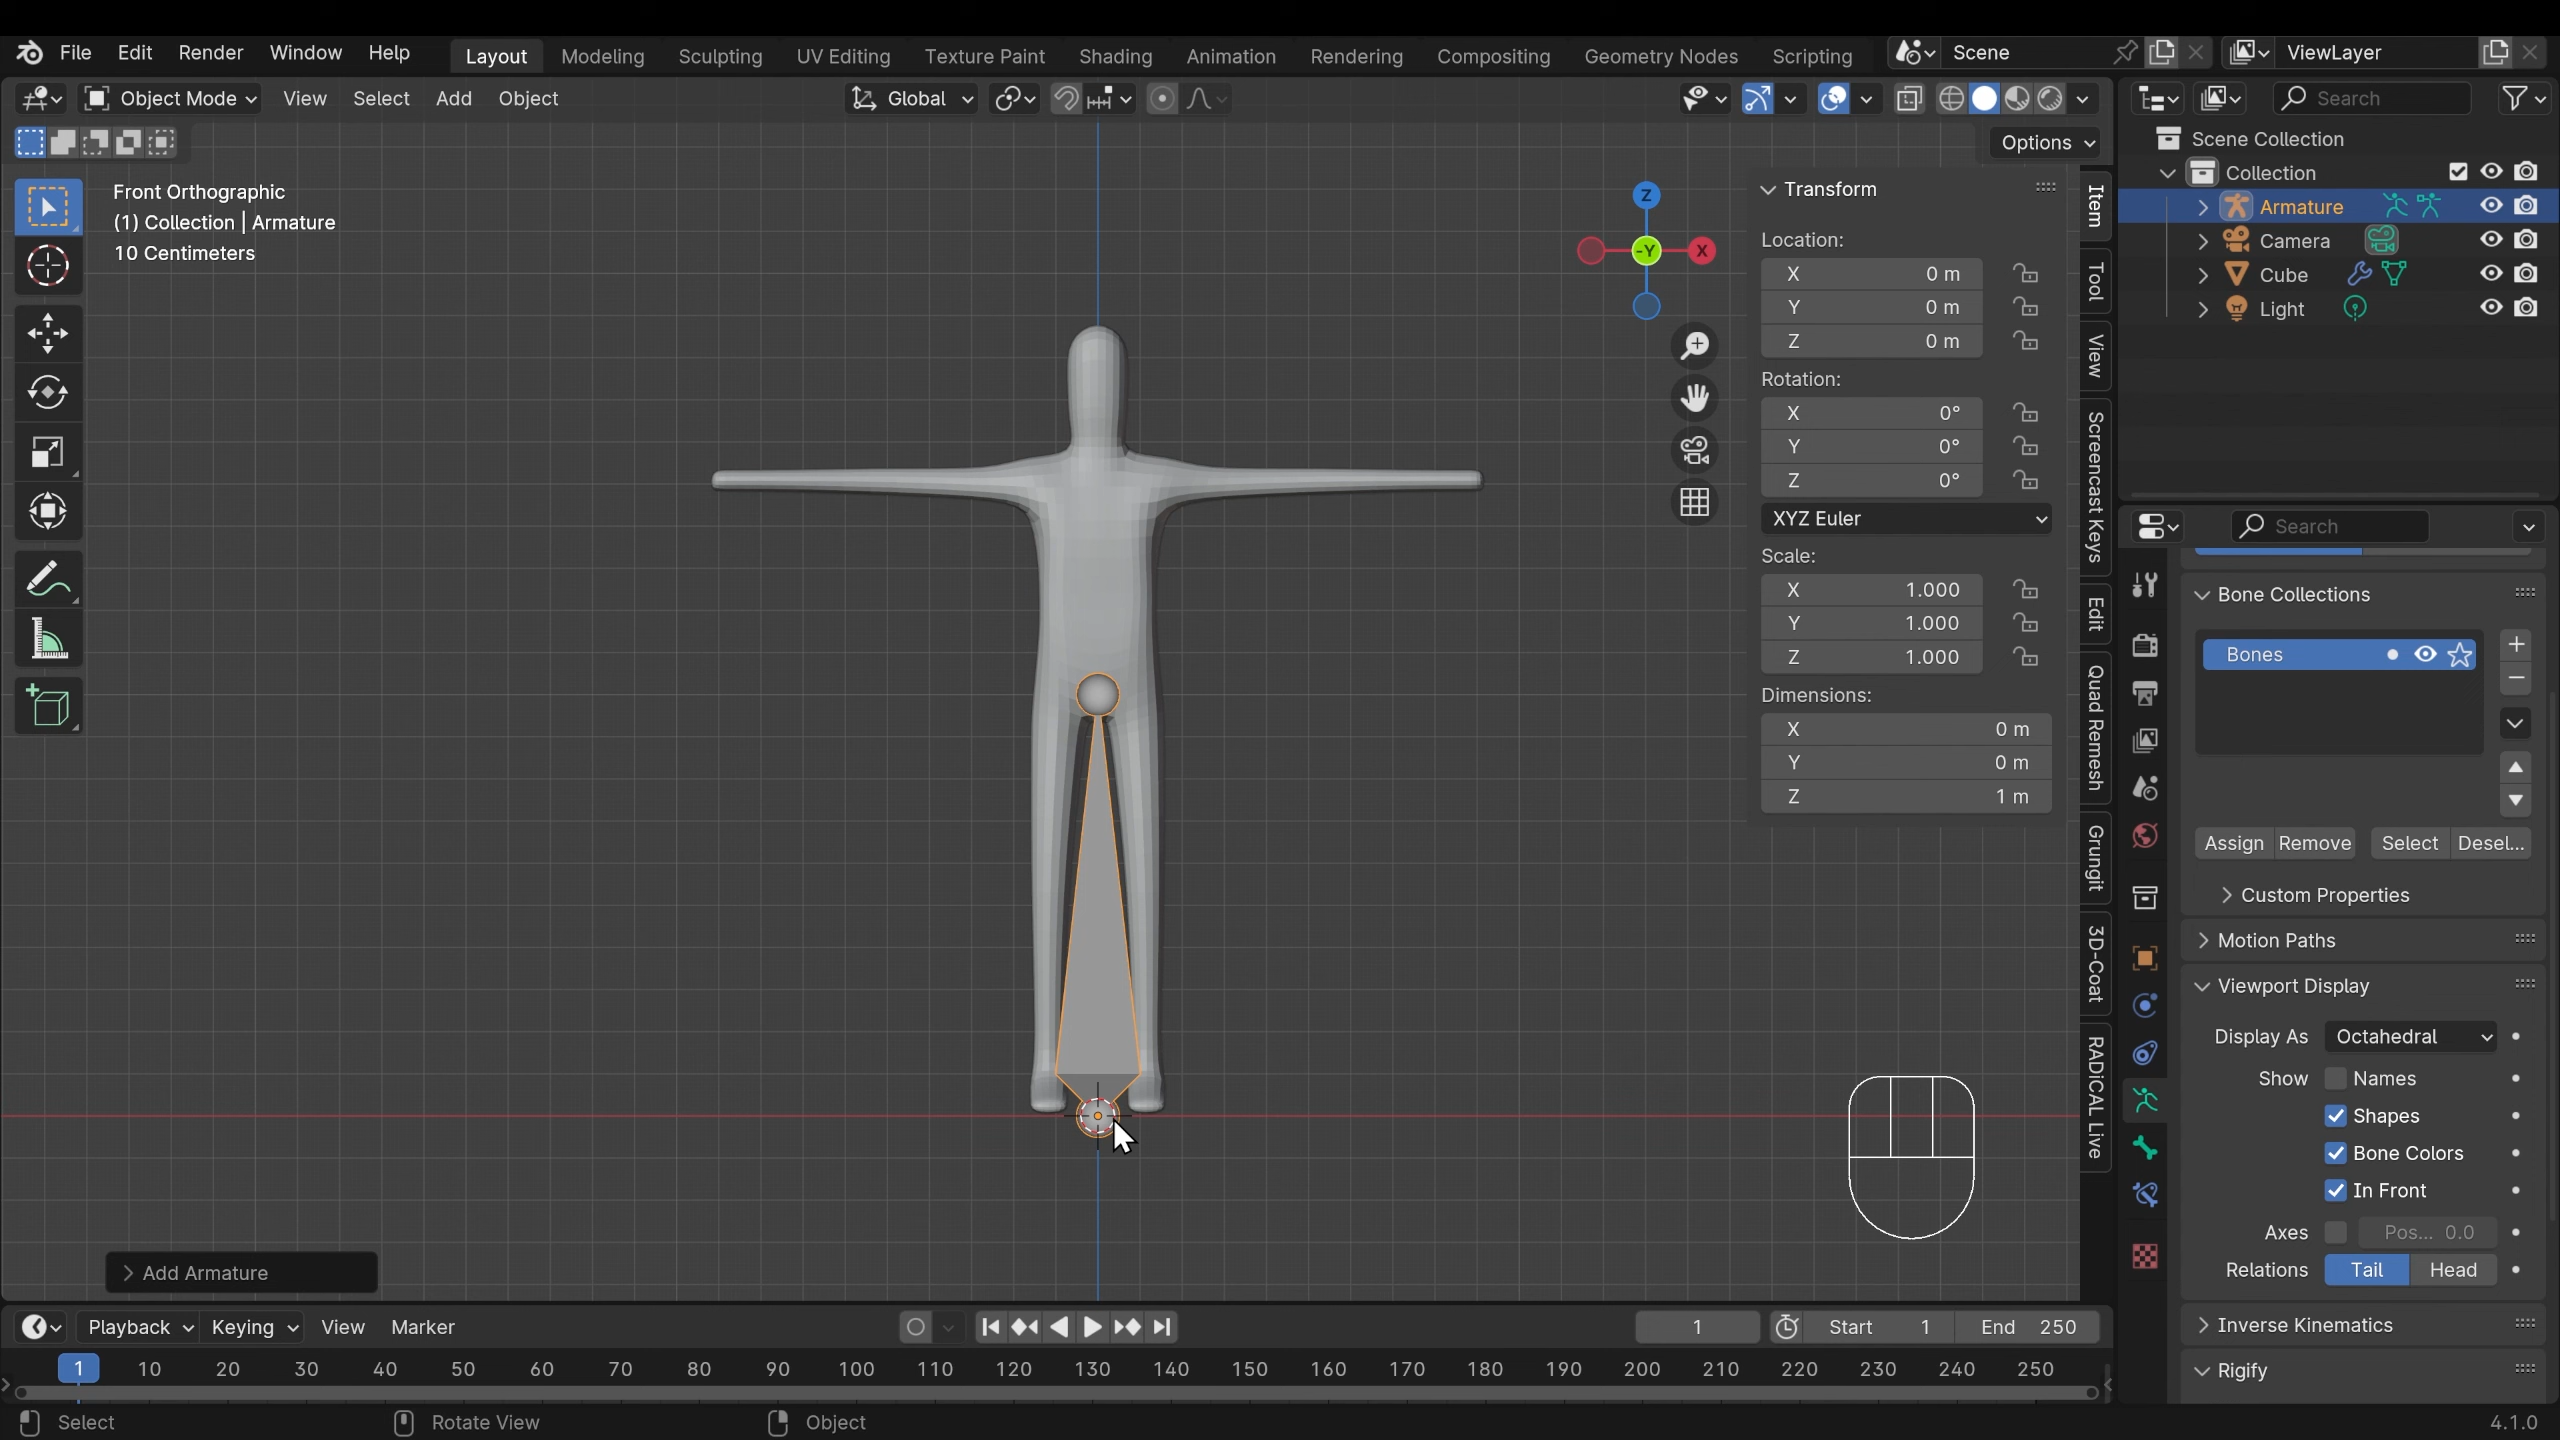 File Edit Render Window Help Layout Modeling Sculpting UV Editing Texture Paint Shading Animation Rendering Compositing Geometry Nodes Scripting Scene ViewLayer
Object Mode View Select Add Object Global Search
Options
Front Orthographic
(1) Collection | Armature
10 Centimeters
Z
-Y X
Transform
Location:
X 0 m
Y 0 m
Z 0 m
Rotation:
X 0°
Y 0°
Z 0°
XYZ Euler
Scale:
X 1.000
Y 1.000
Z 1.000
Dimensions:
X 0 m
Y 0 m
Z 1 m
Item
Tool
View
Screencast Keys
Edit
Quad Remesh
Grungit
3D-Coat
RADiCAL Live
Scene Collection
Collection
Armature
Camera
Cube
Light
Search
Bone Collections
Bones
Assign Remove Select Desel...
Custom Properties
Motion Paths
Viewport Display
Display As Octahedral
Show Names
Shapes
Bone Colors
In Front
Axes Pos... 0.0
Relations Tail Head
Inverse Kinematics
Rigify
Add Armature
Playback Keying View Marker 1 Start 1 End 250
1 10 20 30 40 50 60 70 80 90 100 110 120 130 140 150 160 170 180 190 200 210 220 230 240 250
Select Rotate View Object 4.1.0